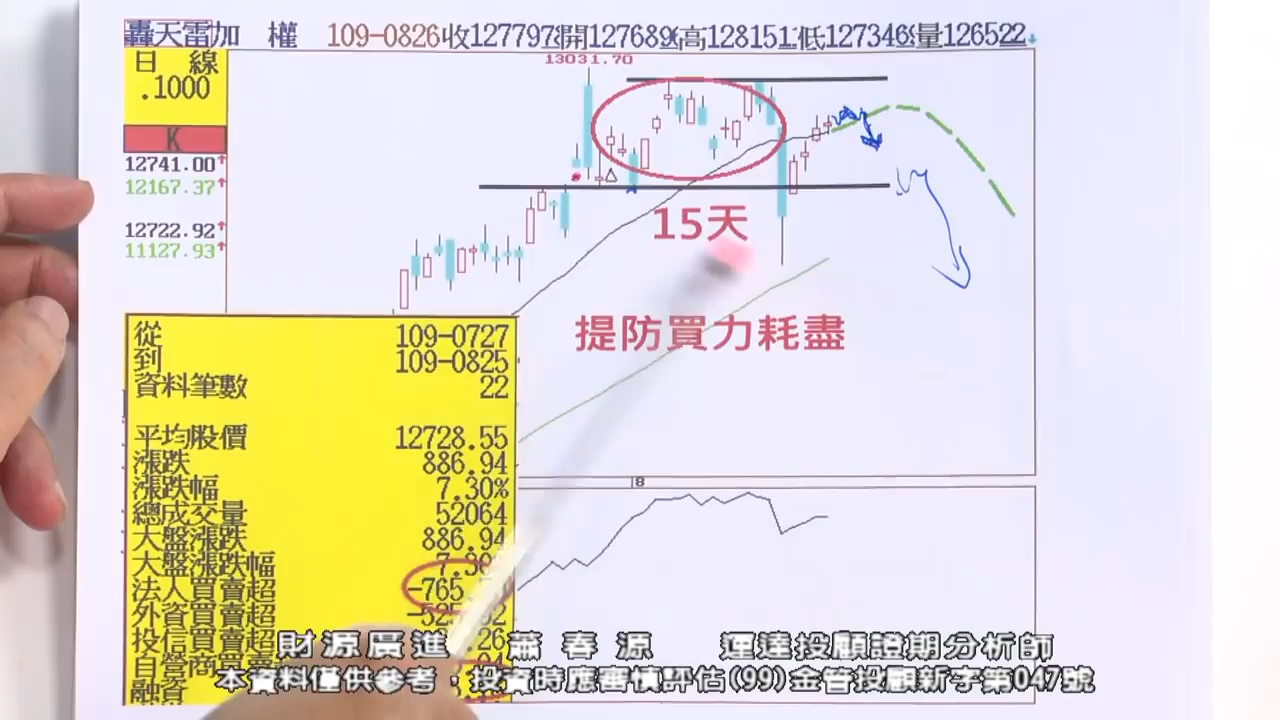 轟天雷加 權 109-0826收127797開127689高128151低127346量126522
日 線
.1000
K
13031.70
12741.00↑
12167.37↑
12722.92↑
11127.93↑
15天
提防買力耗盡
從 109-0727
到 109-0825
資料筆數 22
平均股價 12728.55
漲跌 886.94
漲跌幅 7.30%
總成交量 52064
大盤漲跌 886.94
大盤漲跌幅
法人買賣超 -765.
外資買賣超
投信買賣超
自營商買賣
融資
8
財源廣進 蕭春源 運達投顧證期分析師
本資料僅供參考，投資時應審慎評估(99)金管投顧新字第047號